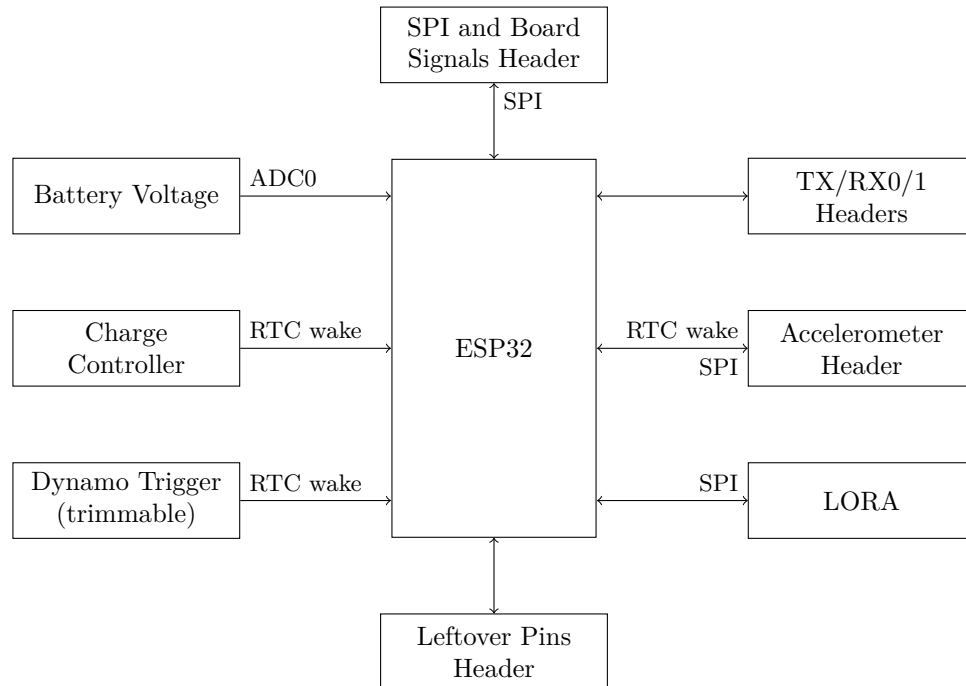 SPI and Board
Signals Header
SPI
Battery Voltage
ADC0
TX/RX0/1
Headers
Charge
Controller
RTC wake
ESP32
RTC wake
SPI
Accelerometer
Header
Dynamo Trigger
(trimmable)
RTC wake
SPI
LORA
Leftover Pins
Header